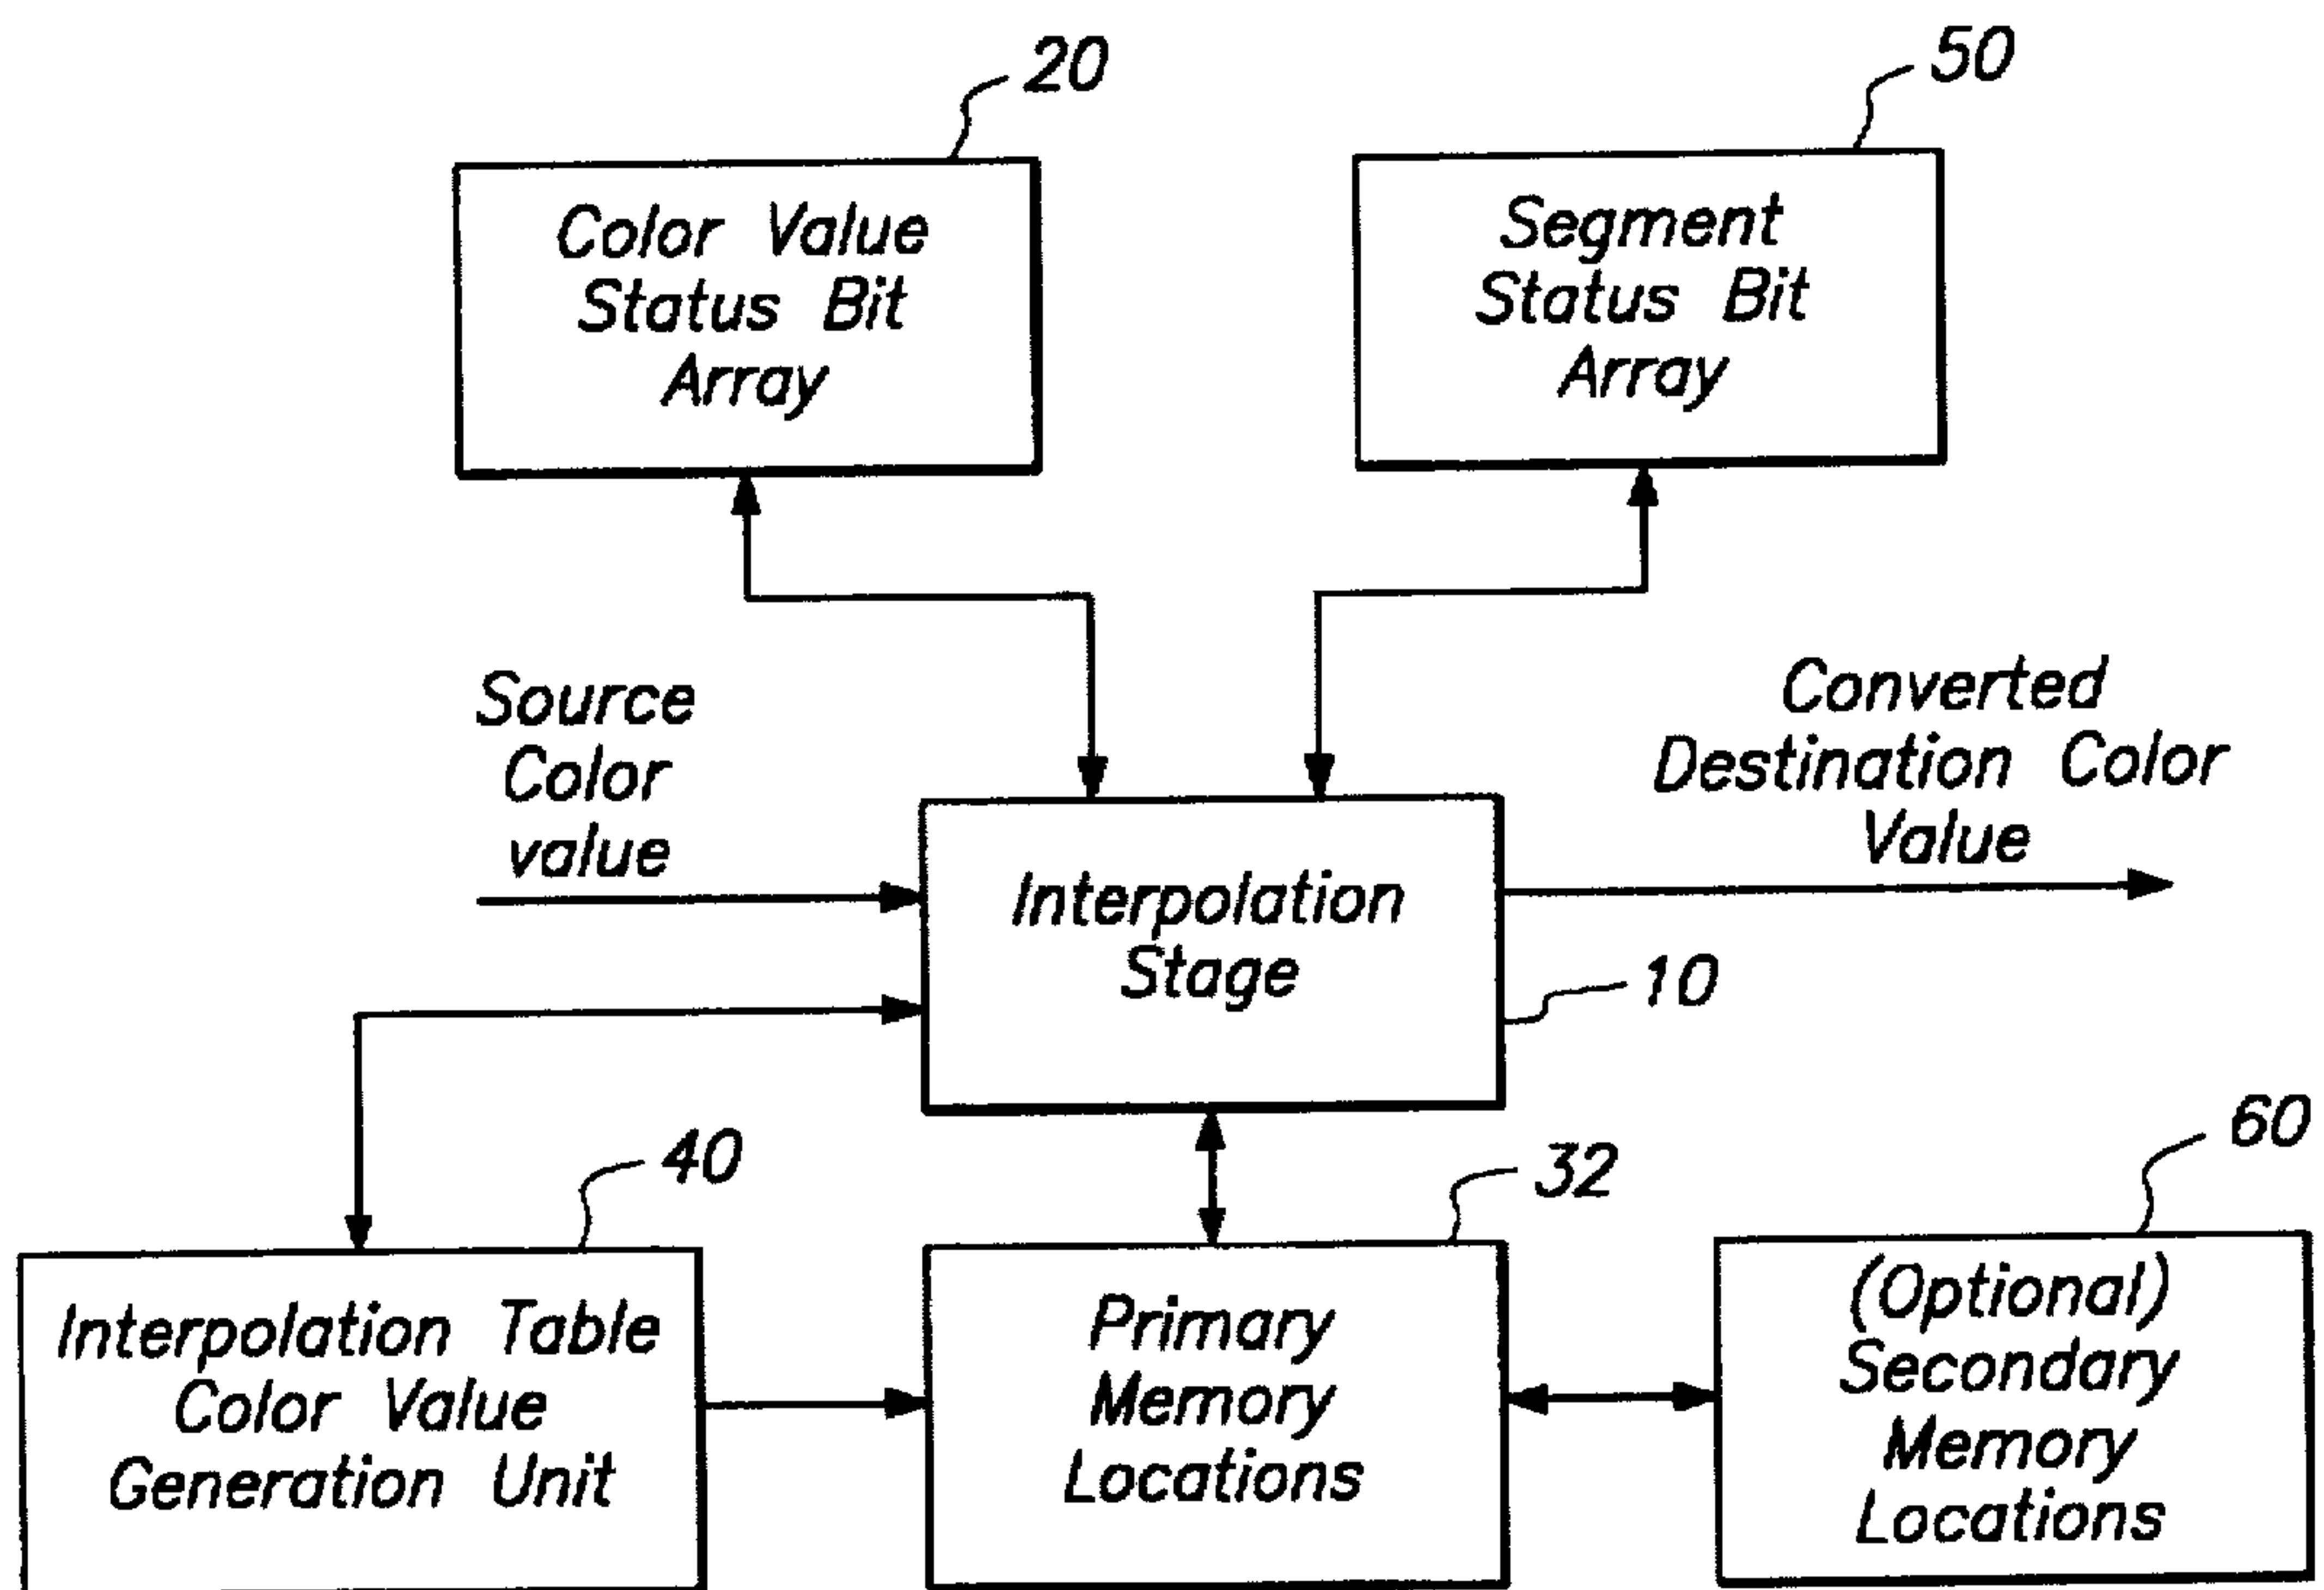 20
50
Color Value
Status Bit
Array
Segment
Status Bit
Array
Source
Color
value
Converted
Destination Color
Value
Interpolation
Stage
10
40
32
60
Interpolation Table
Color Value
Generation Unit
Primary
Memory
Locations
(Optional)
Secondary
Memory
Locations